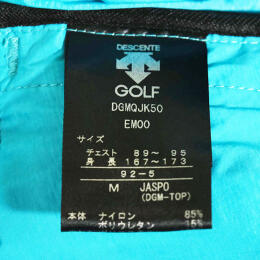 DESCENTE
GOLF
DGMQJK50
EM00
サイズ
チェスト 89～ 95
身長 167～173
92-5
M JASPO
(DGM-TOP)
本体 ナイロン 85%
ポリウレタン 15%